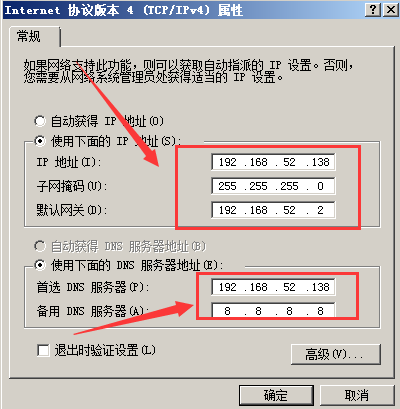 Internet 协议版本 4 (TCP/IPv4) 属性
常规
如果网络支持此功能，则可以获取自动指派的 IP 设置。否则，
您需要从网络系统管理员处获得适当的 IP 设置。
自动获得 IP 地址(O)
使用下面的 IP 地址(S):
IP 地址(I): 192 .168 . 52 .138
子网掩码(U): 255 .255 .255 . 0
默认网关(D): 192 .168 . 52 . 2
自动获得 DNS 服务器地址(B)
使用下面的 DNS 服务器地址(E):
首选 DNS 服务器(P): 192 .168 . 52 .138
备用 DNS 服务器(A): 8 . 8 . 8 . 8
退出时验证设置(L)
高级(V)...
确定 取消